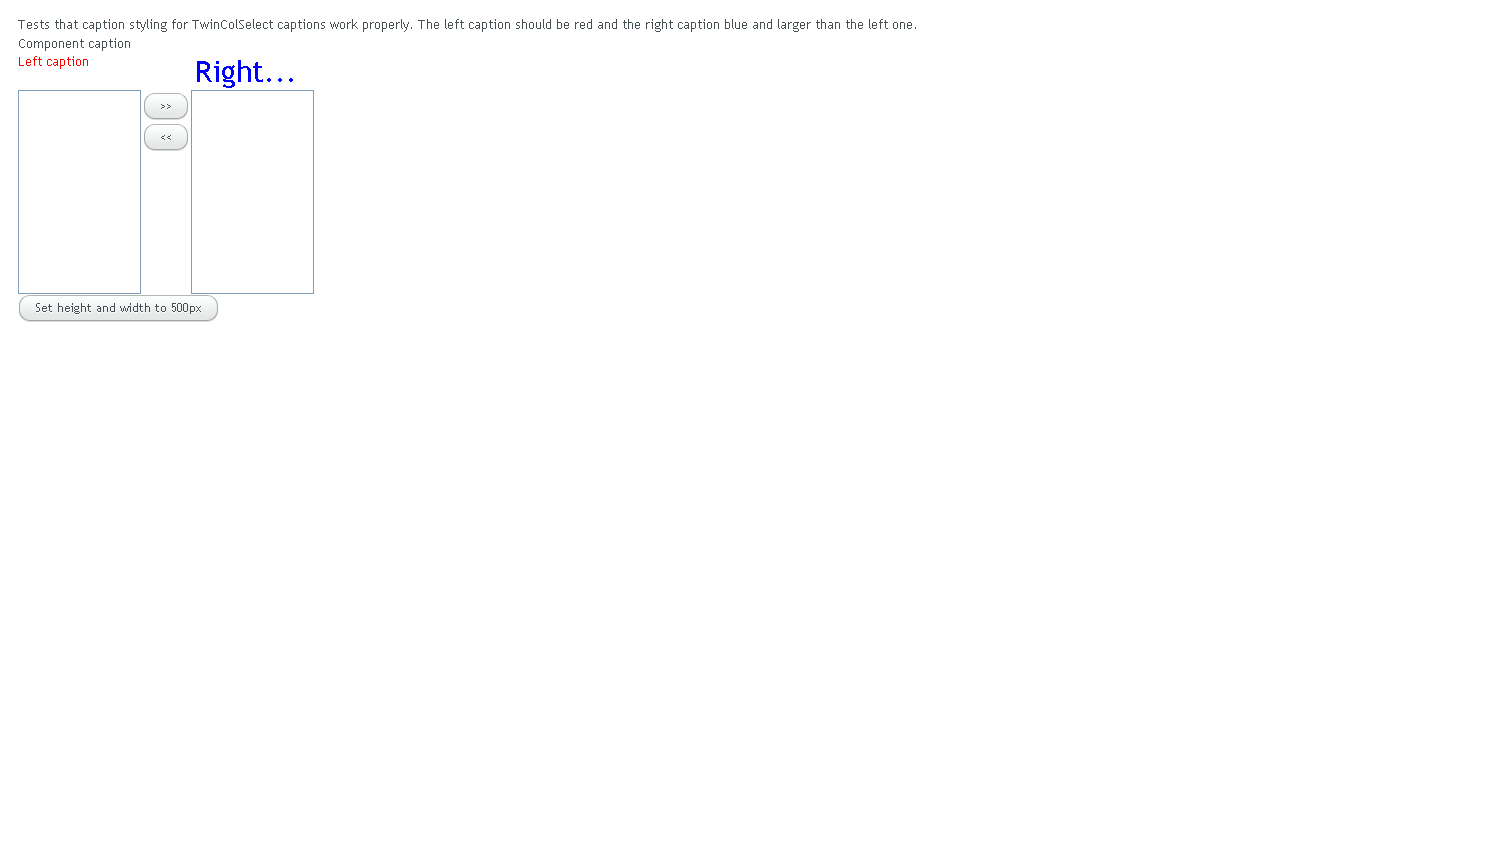 Tests that caption styling for TwinColSelect captions work properly. The left caption should be red and the right caption blue and larger than the left one.
Component caption
Left caption
Right...
>>
<<
Set height and width to 500px